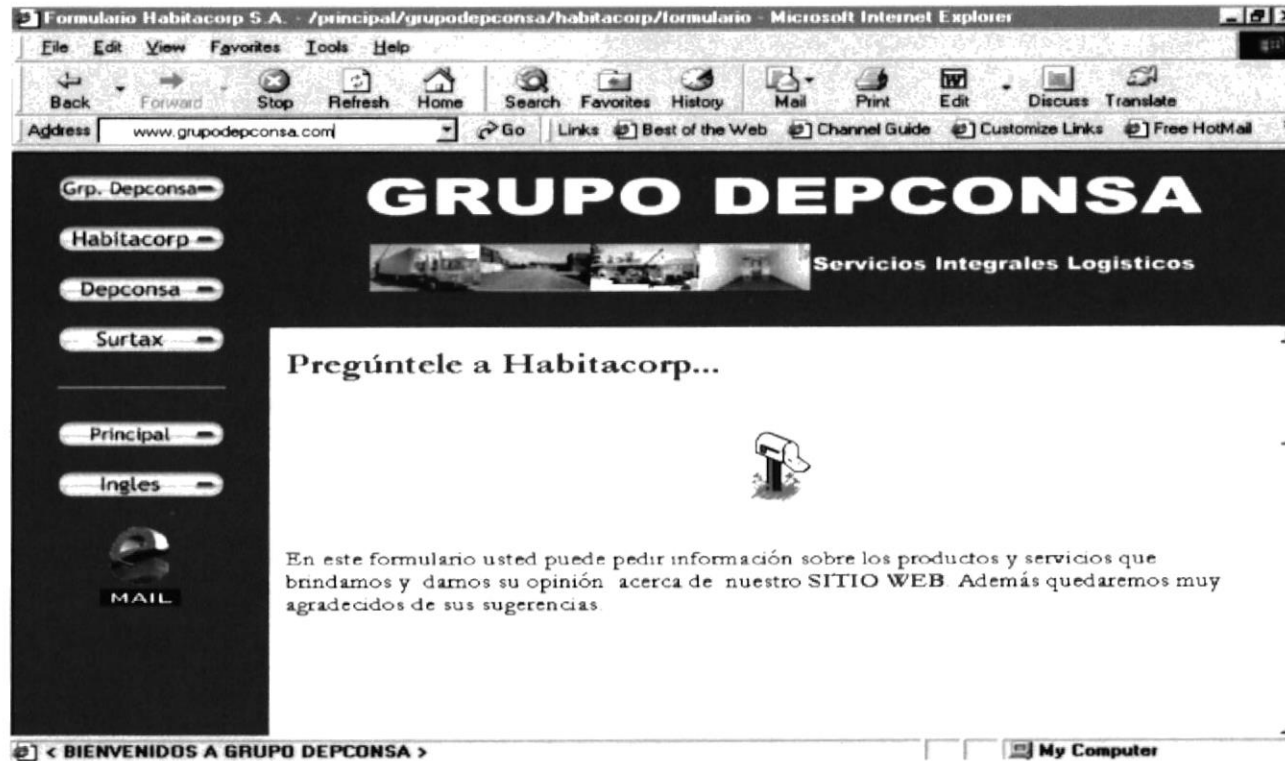 Formulario Habitacorp S.A. - /principal/grupodepconsa/habitacorp/formulario - Microsoft Internet Explorer
File Edit View Favorites Tools Help
Back Forward Stop Refresh Home Search Favorites History Mail Print Edit Discuss Translate
Address www.grupodepconsa.com Go Links Best of the Web Channel Guide Customize Links Free HotMail
Grp. Depconsa
Habitacorp
Depconsa
Surtax
Principal
Ingles
MAIL
GRUPO DEPCONSA
Servicios Integrales Logisticos
Pregúntele a Habitacorp...
En este formulario usted puede pedir información sobre los productos y servicios que
brindamos y darnos su opinión acerca de nuestro SITIO WEB. Además quedaremos muy
agradecidos de sus sugerencias.
< BIENVENIDOS A GRUPO DEPCONSA > My Computer